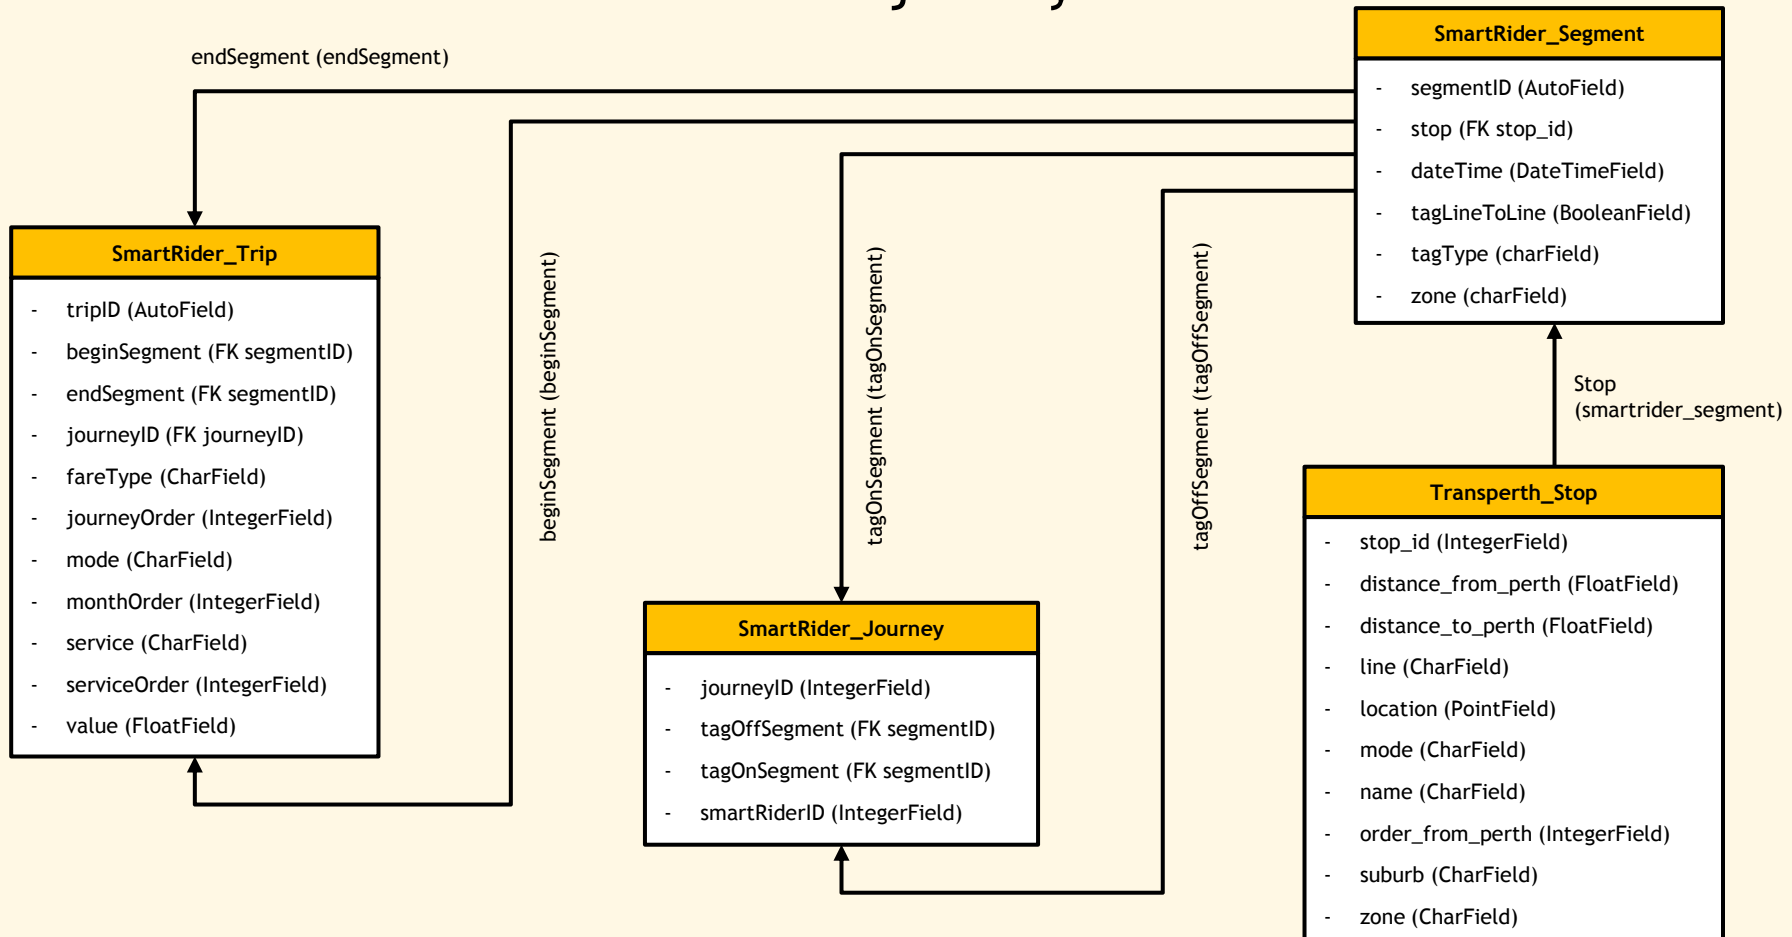 endSegment (endSegment)
SmartRider_Segment
- segmentID (AutoField)
- stop (FK stop_id)
- dateTime (DateTimeField)
- tagLineToLine (BooleanField)
- tagType (charField)
- zone (charField)
SmartRider_Trip
- tripID (AutoField)
- beginSegment (FK segmentID)
- endSegment (FK segmentID)
- journeyID (FK journeyID)
- fareType (CharField)
- journeyOrder (IntegerField)
- mode (CharField)
- monthOrder (IntegerField)
- service (CharField)
- serviceOrder (IntegerField)
- value (FloatField)
beginSegment (beginSegment)
tagOnSegment (tagOnSegment)
tagOffSegment (tagOffSegment)
Stop
(smartrider_segment)
SmartRider_Journey
- journeyID (IntegerField)
- tagOffSegment (FK segmentID)
- tagOnSegment (FK segmentID)
- smartRiderID (IntegerField)
Transperth_Stop
- stop_id (IntegerField)
- distance_from_perth (FloatField)
- distance_to_perth (FloatField)
- line (CharField)
- location (PointField)
- mode (CharField)
- name (CharField)
- order_from_perth (IntegerField)
- suburb (CharField)
- zone (CharField)